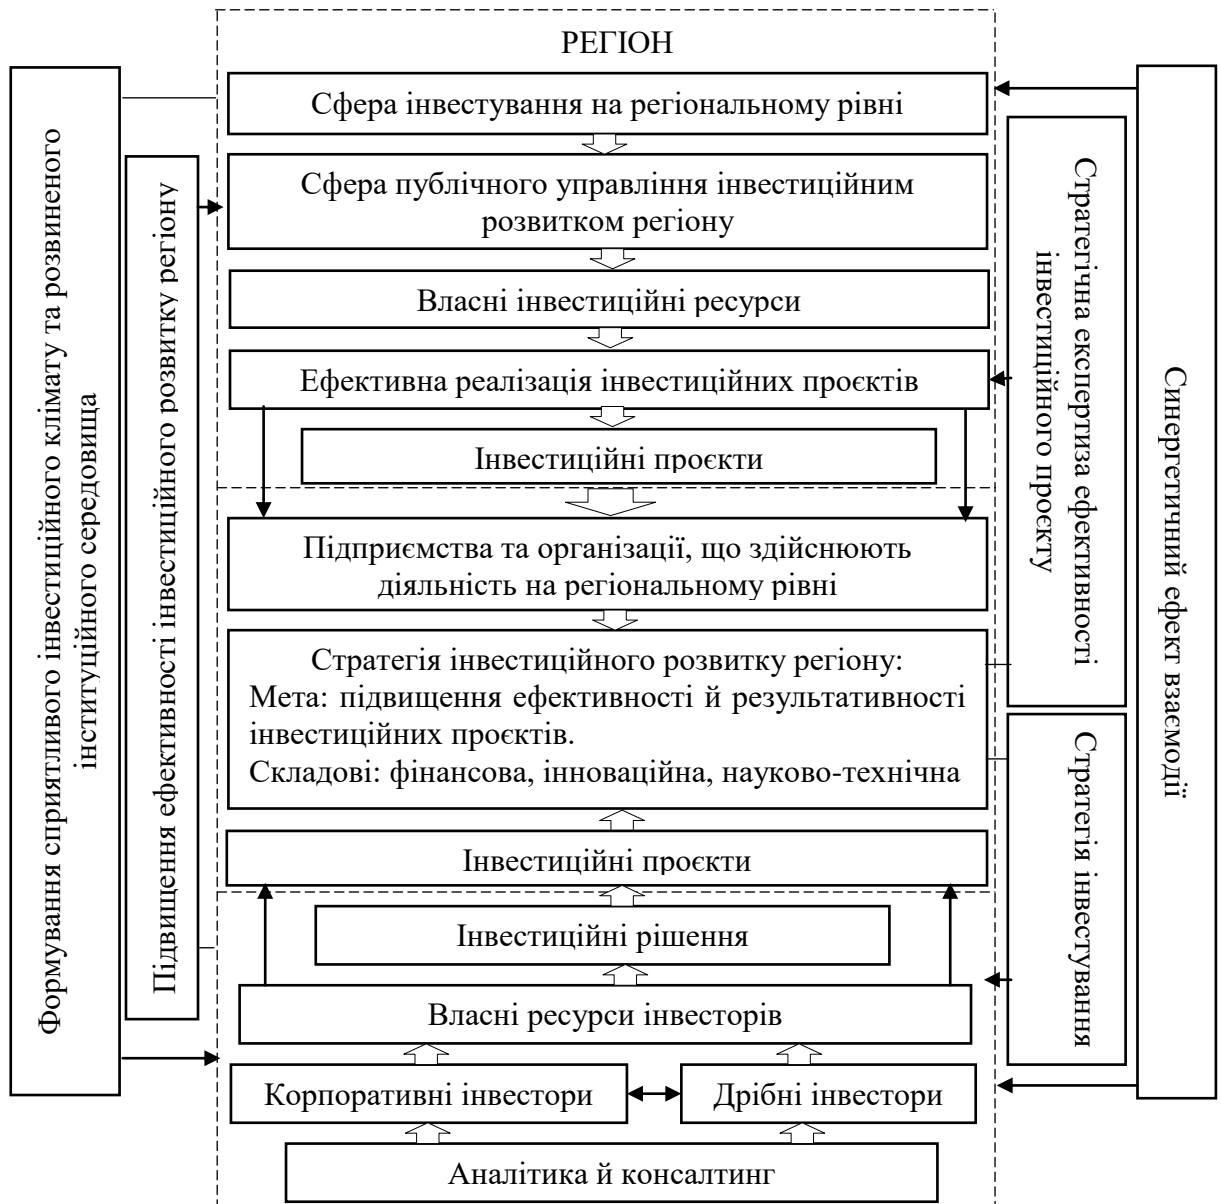 РЕГІОН
Сфера інвестування на регіональному рівні
Сфера публічного управління інвестиційним
розвитком регіону
Власні інвестиційні ресурси
Ефективна реалізація інвестиційних проєктів
Інвестиційні проєкти
Підприємства та організації, що здійснюють
діяльність на регіональному рівні
Стратегія інвестиційного розвитку регіону:
Мета: підвищення ефективності й результативності
інвестиційних проєктів.
Складові: фінансова, інноваційна, науково-технічна
Інвестиційні проєкти
Інвестиційні рішення
Власні ресурси інвесторів
Корпоративні інвестори
Дрібні інвестори
Аналітика й консалтинг
Формування сприятливого інвестиційного клімату та розвиненого
інституційного середовища
Підвищення ефективності інвестиційного розвитку регіону
Стратегічна експертиза ефективності
інвестиційного проєкту
Стратегія інвестування
Синергетичний ефект взаємодії